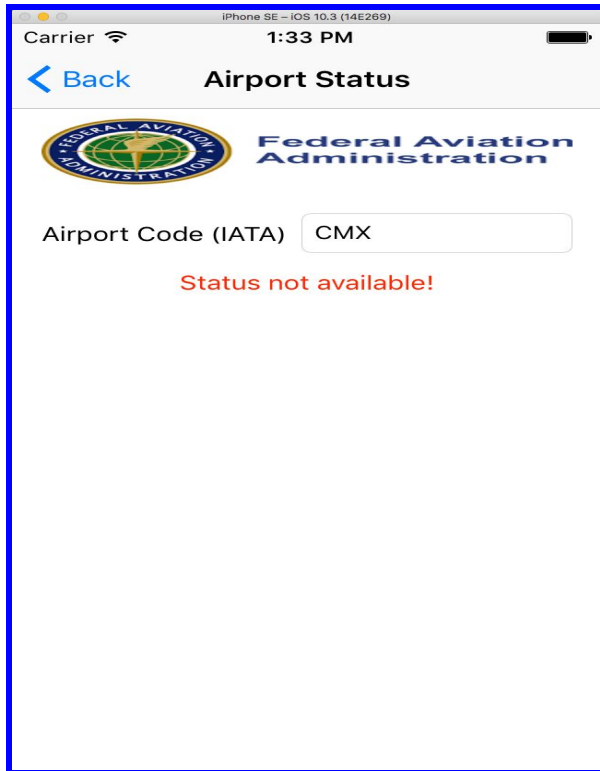 iPhone SE – iOS 10.3 (14E269)
Carrier 1:33 PM
Back Airport Status
FEDERAL AVIATION ADMINISTRATION
Federal Aviation
Administration
Airport Code (IATA) CMX
Status not available!